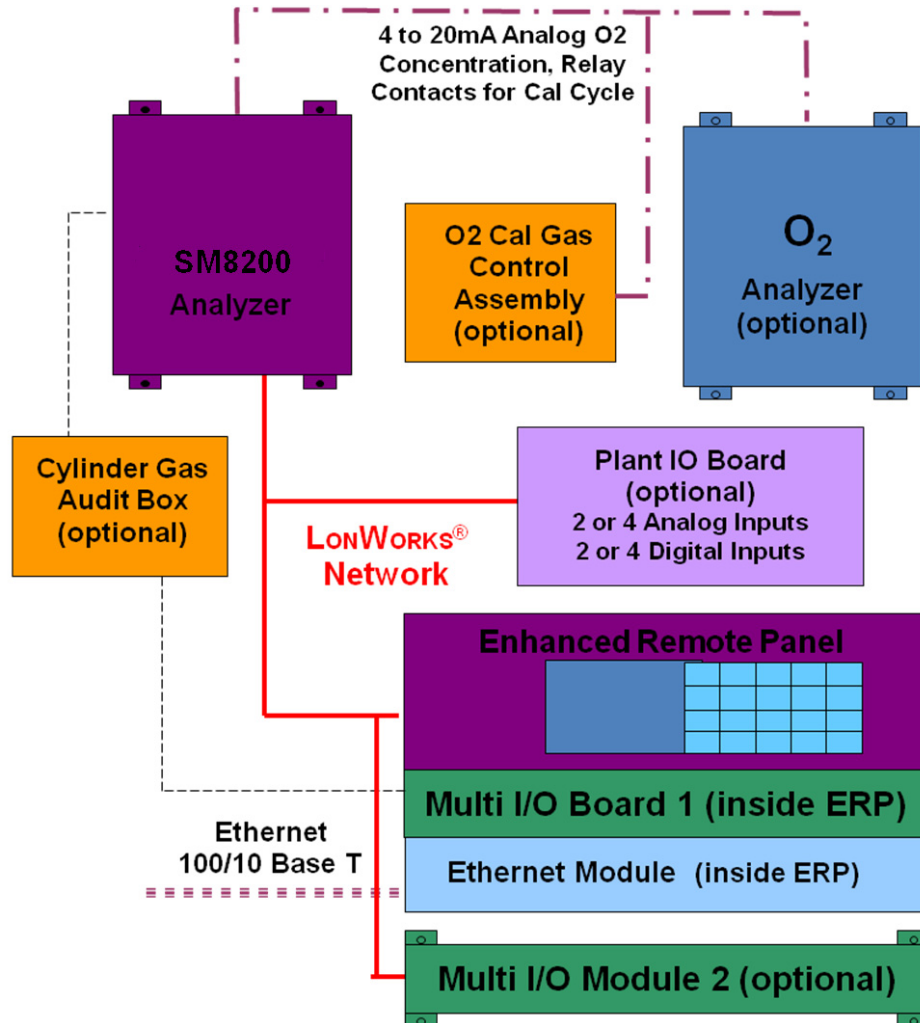 4 to 20mA Analog O2
Concentration, Relay
Contacts for Cal Cycle
SM8200
Analyzer
O2 Cal Gas
Control
Assembly
(optional)
O₂
Analyzer
(optional)
Cylinder Gas
Audit Box
(optional)
Plant IO Board
(optional)
2 or 4 Analog Inputs
2 or 4 Digital Inputs
LONWORKS®
Network
Enhanced Remote Panel
Multi I/O Board 1 (inside ERP)
Ethernet
100/10 Base T
Ethernet Module (inside ERP)
Multi I/O Module 2 (optional)